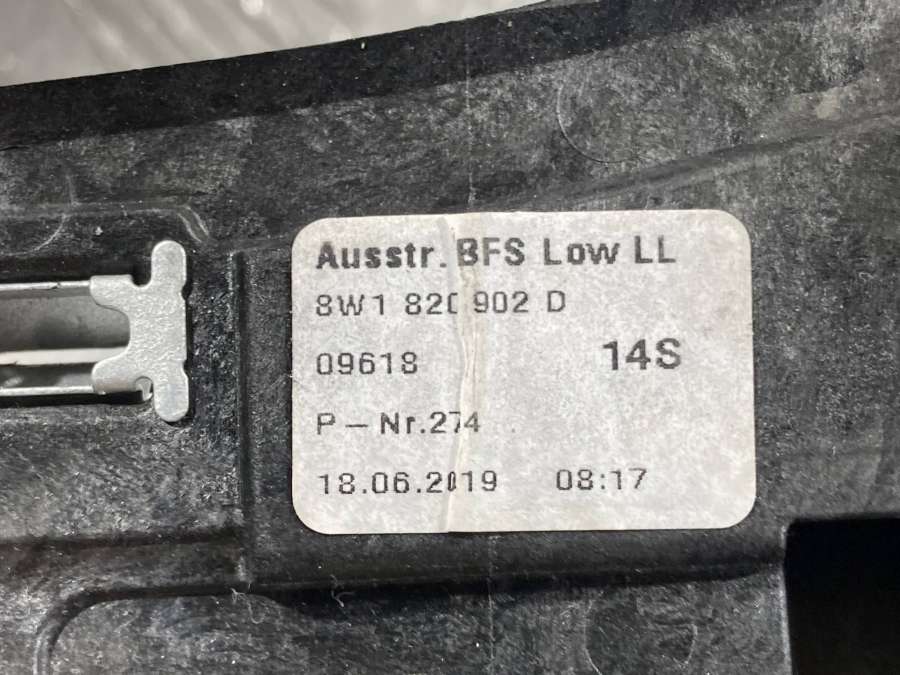 Ausstr. BFS Low LL
8W1 820 902 D
09618 14S
P – Nr.274
18.06.2019 08:17